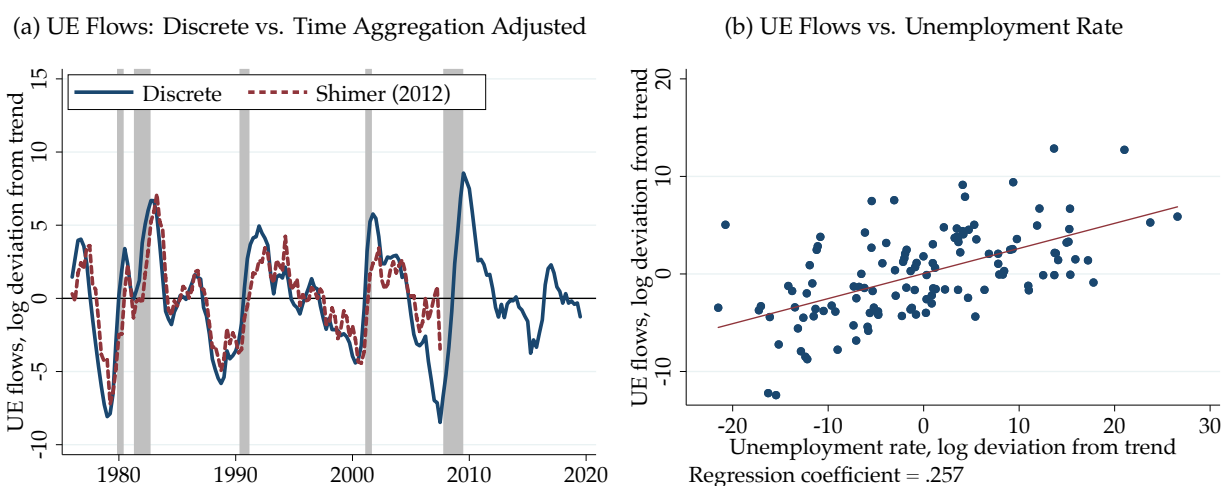 (a) UE Flows: Discrete vs. Time Aggregation Adjusted
UE flows, log deviation from trend
15
10
5
0
-5
-10
Discrete
Shimer (2012)
1980
1990
2000
2010
2020
(b) UE Flows vs. Unemployment Rate
UE flows, log deviation from trend
20
10
0
-10
-20
-10
0
10
20
30
Unemployment rate, log deviation from trend
Regression coefficient = .257